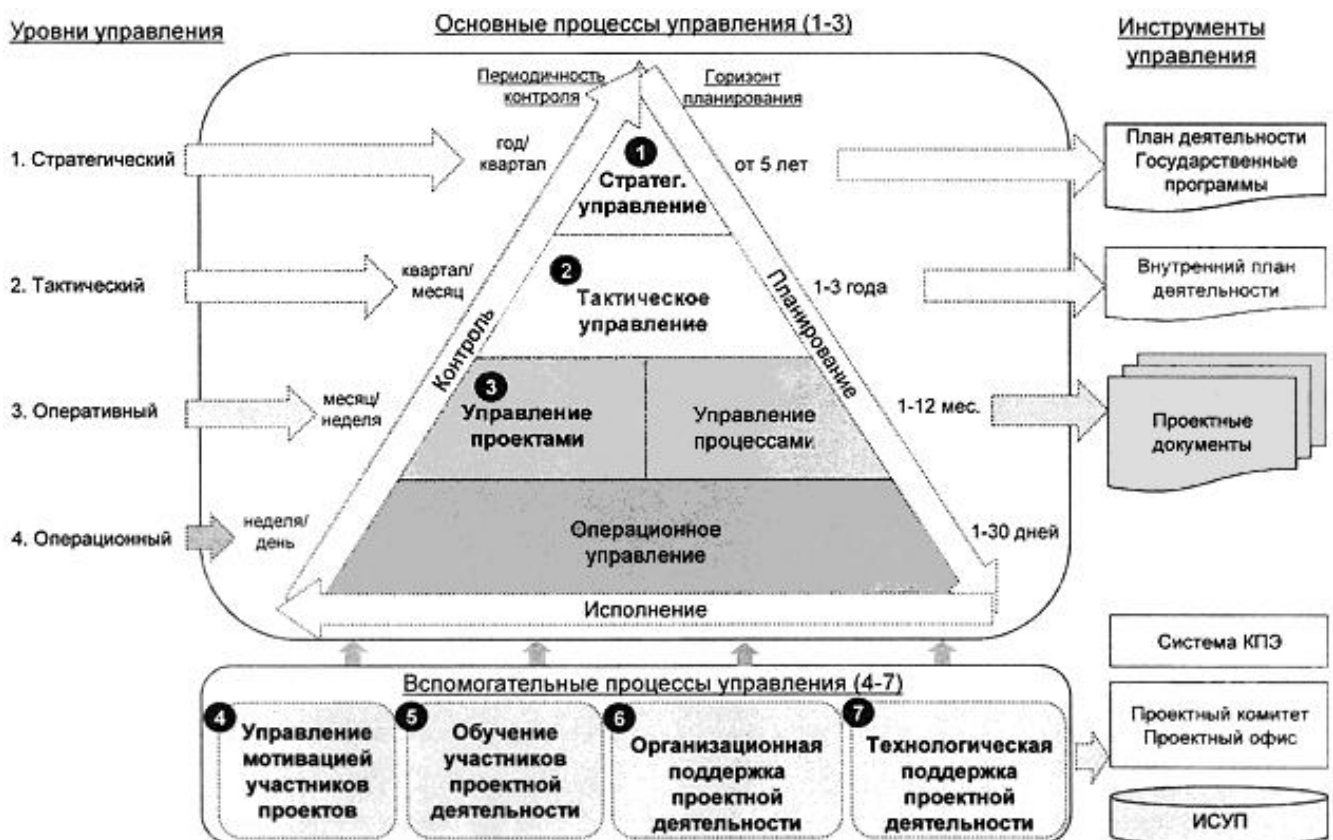 Уровни управления
Основные процессы управления (1-3)
Инструменты
управления
Периодичность
контроля
Горизонт
планирования
1. Стратегический
год/
квартал
1
Стратег.
управление
от 5 лет
План деятельности
Государственные
программы
2. Тактический
квартал/
месяц
2
Тактическое
управление
1-3 года
Внутренний план
деятельности
Контроль
Планирование
3. Оперативный
месяц/
неделя
3
Управление
проектами
Управление
процессами
1-12 мес.
Проектные
документы
4. Операционный
неделя/
день
Операционное
управление
1-30 дней
Исполнение
Вспомогательные процессы управления (4-7)
4
Управление
мотивацией
участников
проектов
5
Обучение
участников
проектной
деятельности
6
Организационная
поддержка
проектной
деятельности
7
Технологическая
поддержка
проектной
деятельности
Система КПЭ
Проектный комитет
Проектный офис
ИСУП